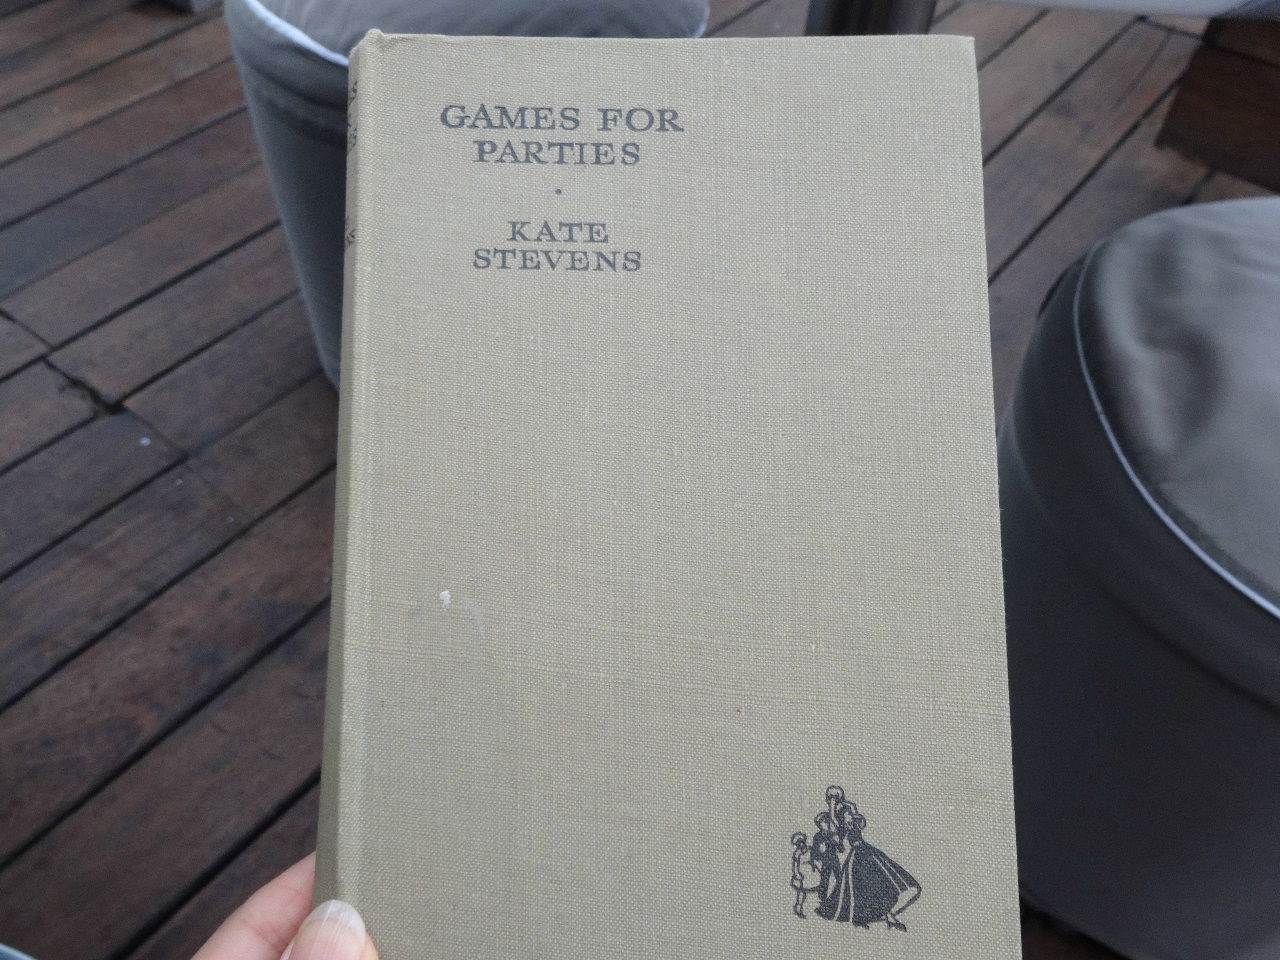 GAMES FOR
PARTIES
KATE
STEVENS